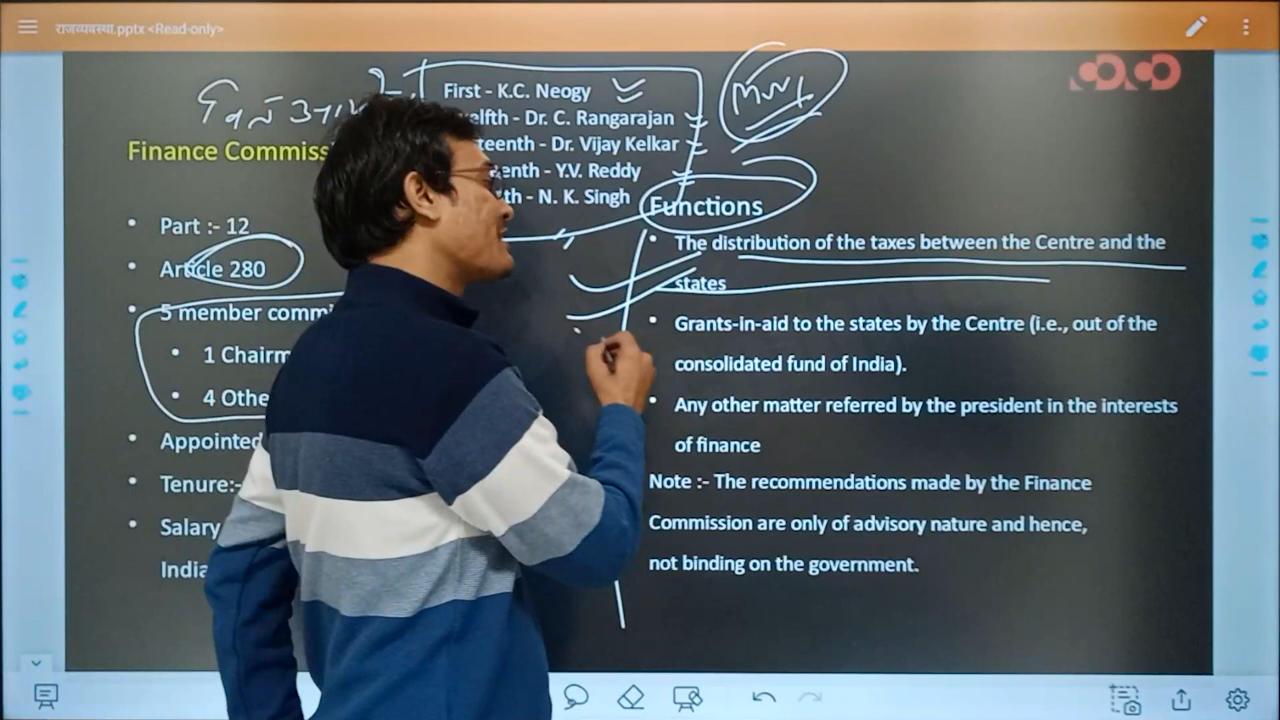 राजव्यवस्था.pptx <Read-only>
First - K.C. Neogy
elfth - Dr. C. Rangarajan
teenth - Dr. Vijay Kelkar
enth - Y.V. Reddy
th - N. K. Singh
Finance Commiss
Part :- 12
Article 280
5 member commi
1 Chairm
4 Othe
Appointed
Tenure:-
Salary
India
Functions
The distribution of the taxes between the Centre and the
states
Grants-in-aid to the states by the Centre (i.e., out of the
consolidated fund of India).
Any other matter referred by the president in the interests
of finance
Note :- The recommendations made by the Finance
Commission are only of advisory nature and hence,
not binding on the government.